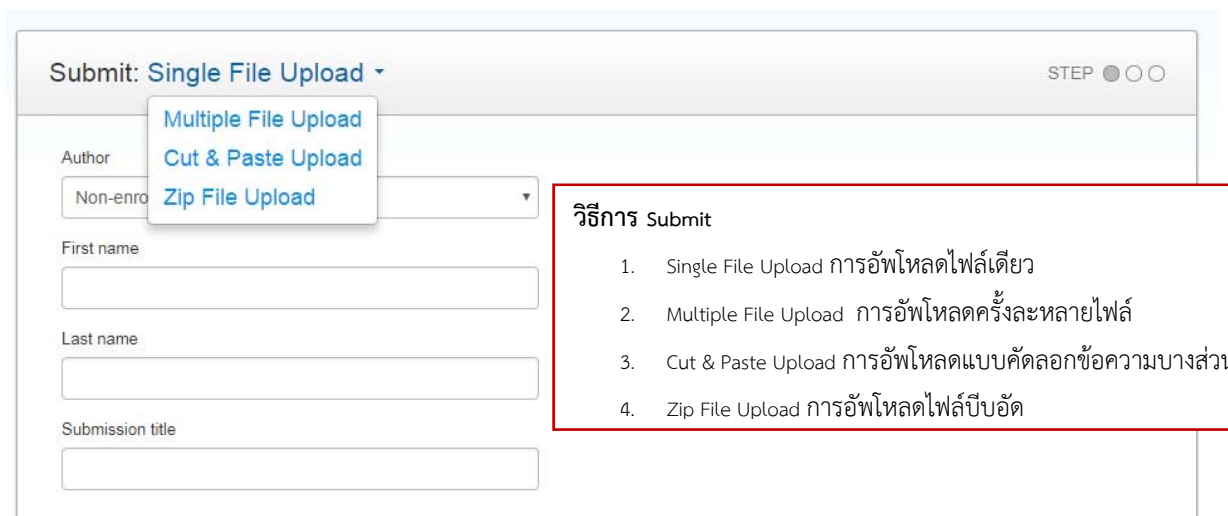 Submit: Single File Upload
STEP
Multiple File Upload
Cut & Paste Upload
Zip File Upload
Author
Non-enro
First name
Last name
Submission title
วิธีการ Submit
1. Single File Upload การอัพโหลดไฟล์เดียว
2. Multiple File Upload การอัพโหลดครั้งละหลายไฟล์
3. Cut & Paste Upload การอัพโหลดแบบคัดลอกข้อความบางส่วน
4. Zip File Upload การอัพโหลดไฟล์บีบอัด